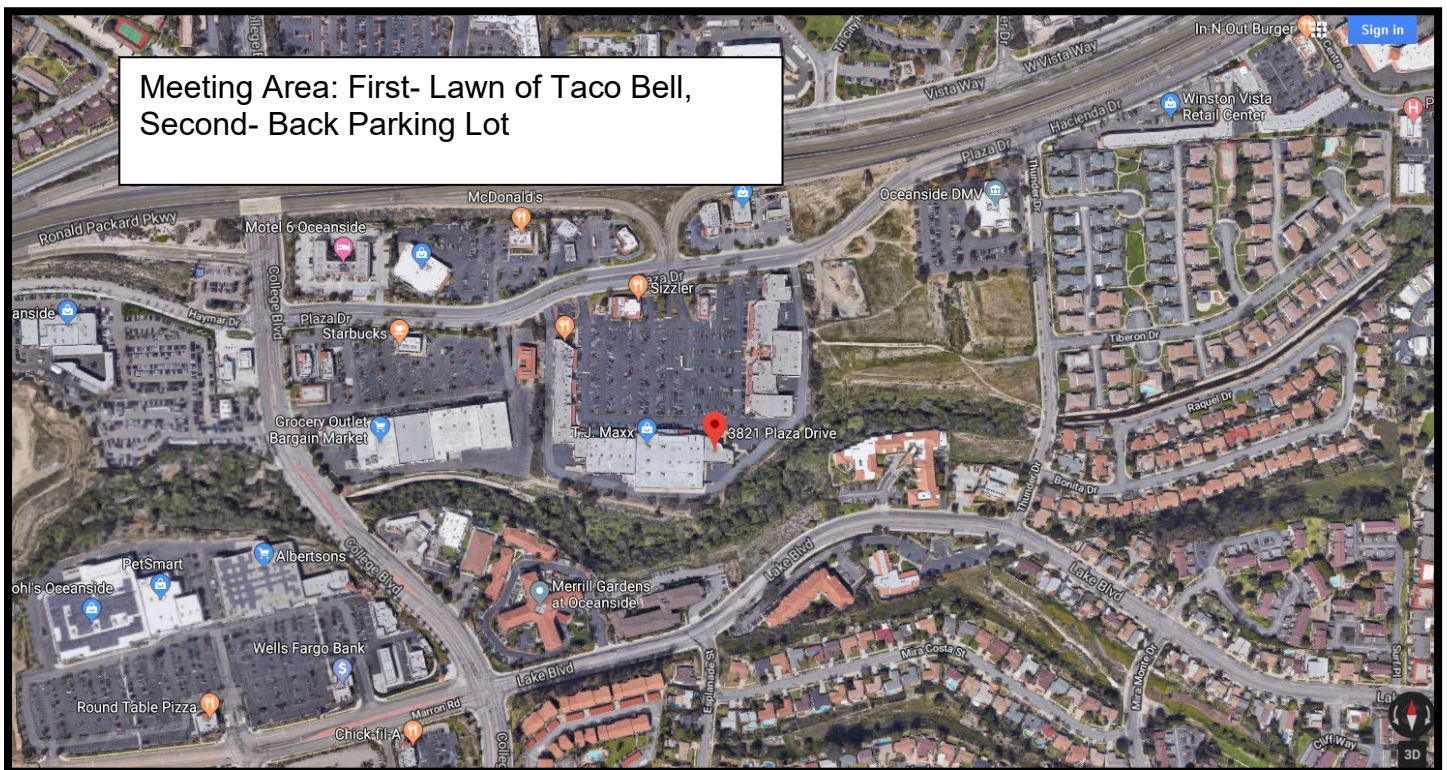 In-N-Out Burger
Sign in
Meeting Area: First- Lawn of Taco Bell,
Second- Back Parking Lot
W Vista Way
Vista Way
Hacienda Dr
Winston Vista
Retail Center
H
Plaza Dr
Thunder Dr
Oceanside DMV
McDonald's
Ronald Packard Pkwy
Motel 6 Oceanside
College Blvd
Sizzler
Haymar Dr
Plaza Dr
Starbucks
Tiberon Dr
Raquel Dr
Grocery Outlet
Bargain Market
T.J. Maxx
3821 Plaza Drive
Bonita Dr
Thunder Dr
College Blvd
Albertsons
PetSmart
Lake Blvd
Lake Blvd
Merrill Gardens
at Oceanside
Wells Fargo Bank
$
Mira Costa St
Esplanade St
Mira Monte Dr
Lake Blvd
Round Table Pizza
Marron Rd
Chick-fil-A
Cliff Way
3D